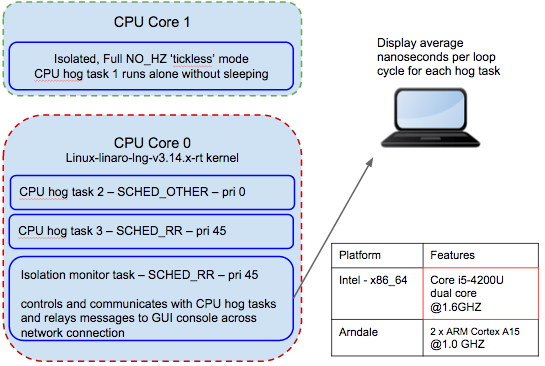 CPU Core 1
Isolated, Full NO_HZ ‘tickless’ mode
CPU hog task 1 runs alone without sleeping
Display average
nanoseconds per loop
cycle for each hog task
CPU Core 0
Linux-linaro-lng-v3.14.x-rt kernel
CPU hog task 2 – SCHED_OTHER – pri 0
CPU hog task 3 – SCHED_RR – pri 45
Isolation monitor task – SCHED_RR – pri 45
controls and communicates with CPU hog tasks
and relays messages to GUI console across
network connection
Platform
Features
Intel - x86_64
Core i5-4200U
dual core
@1.6GHZ
Arndale
2 x ARM Cortex A15
@1.0 GHZ